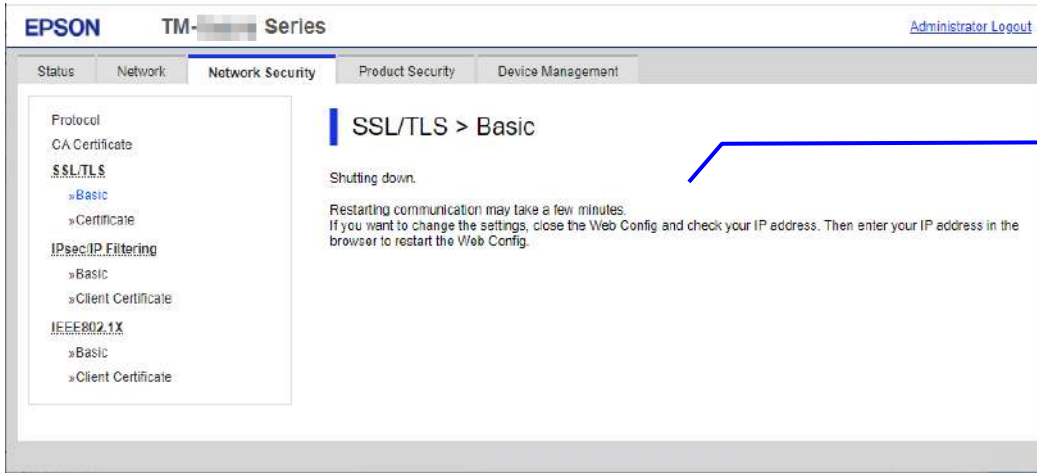 EPSON TM- Series Administrator Logout
Status Network Network Security Product Security Device Management
Protocol
CA Certificate
SSL/TLS
»Basic
»Certificate
IPsec/IP Filtering
»Basic
»Client Certificate
IEEE802.1X
»Basic
»Client Certificate
SSL/TLS > Basic
Shutting down.
Restarting communication may take a few minutes.
If you want to change the settings, close the Web Config and check your IP address. Then enter your IP address in the
browser to restart the Web Config.